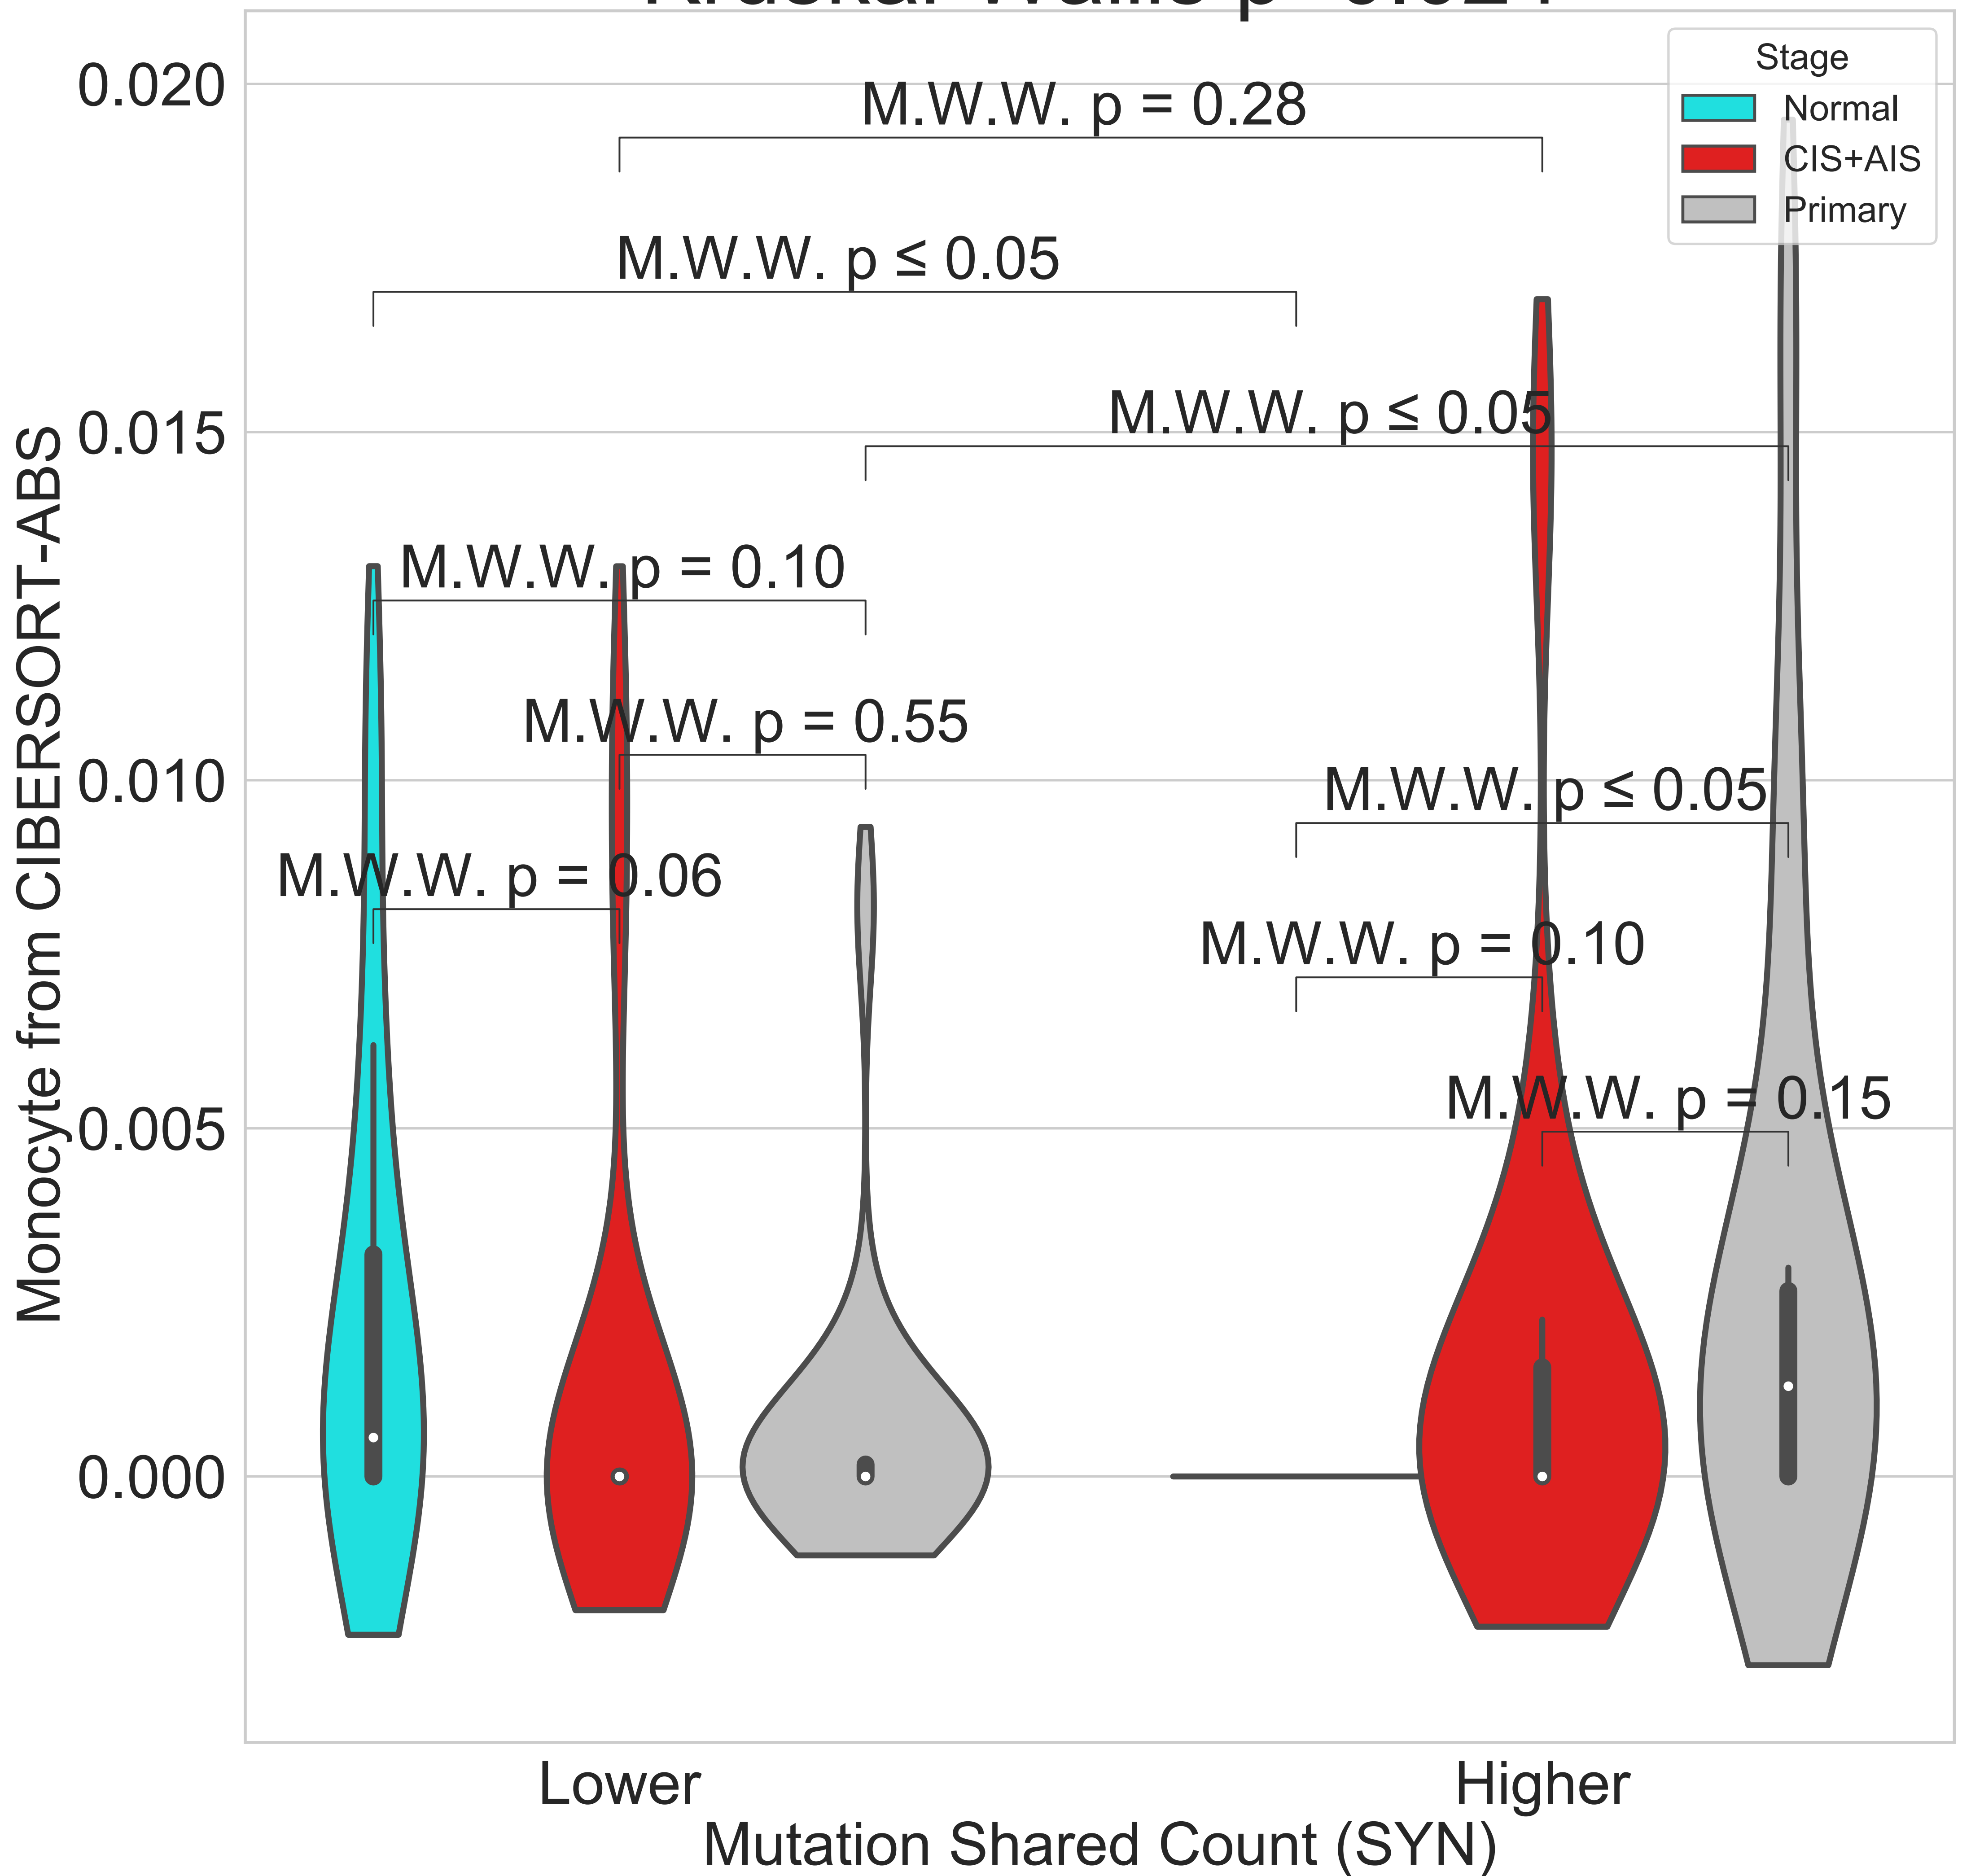 Stage
Normal
CIS+AIS
Primary
0.020
0.015
0.010
0.005
0.000
Monocyte from CIBERSORT-ABS
M.W.W. p = 0.28
M.W.W. p ≤ 0.05
M.W.W. p ≤ 0.05
M.W.W. p = 0.10
M.W.W. p = 0.55
M.W.W. p ≤ 0.05
M.W.W. p = 0.06
M.W.W. p = 0.10
M.W.W. p = 0.15
Lower
Higher
Mutation Shared Count (SYN)